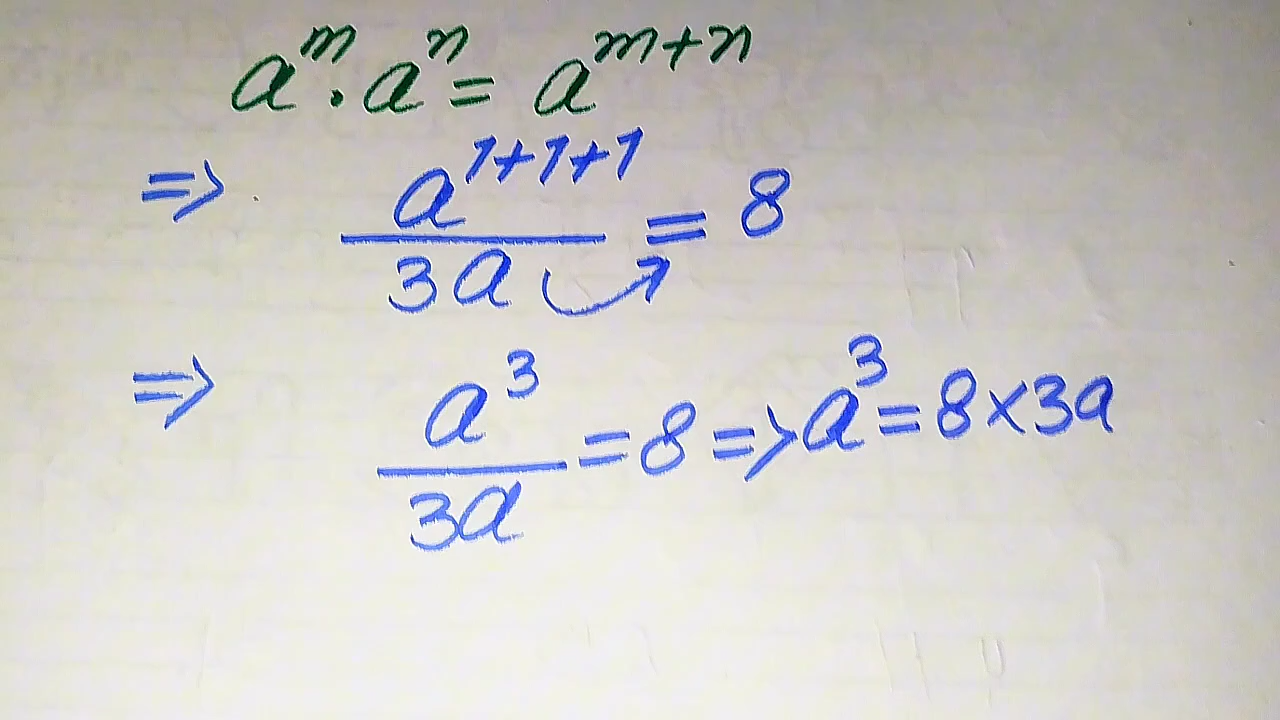 a^m . a^n = a^{m+n}
=> a^{1+1+1} / 3a = 8
=> a^3 / 3a = 8 => a^3 = 8 × 3a